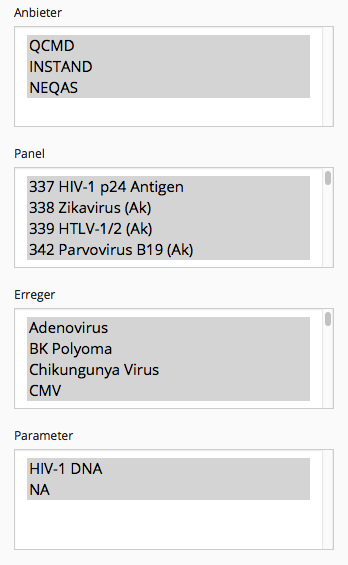 Anbieter
QCMD
INSTAND
NEQAS
Panel
337 HIV-1 p24 Antigen
338 Zikavirus (Ak)
339 HTLV-1/2 (Ak)
342 Parvovirus B19 (Ak)
Erreger
Adenovirus
BK Polyoma
Chikungunya Virus
CMV
Parameter
HIV-1 DNA
NA